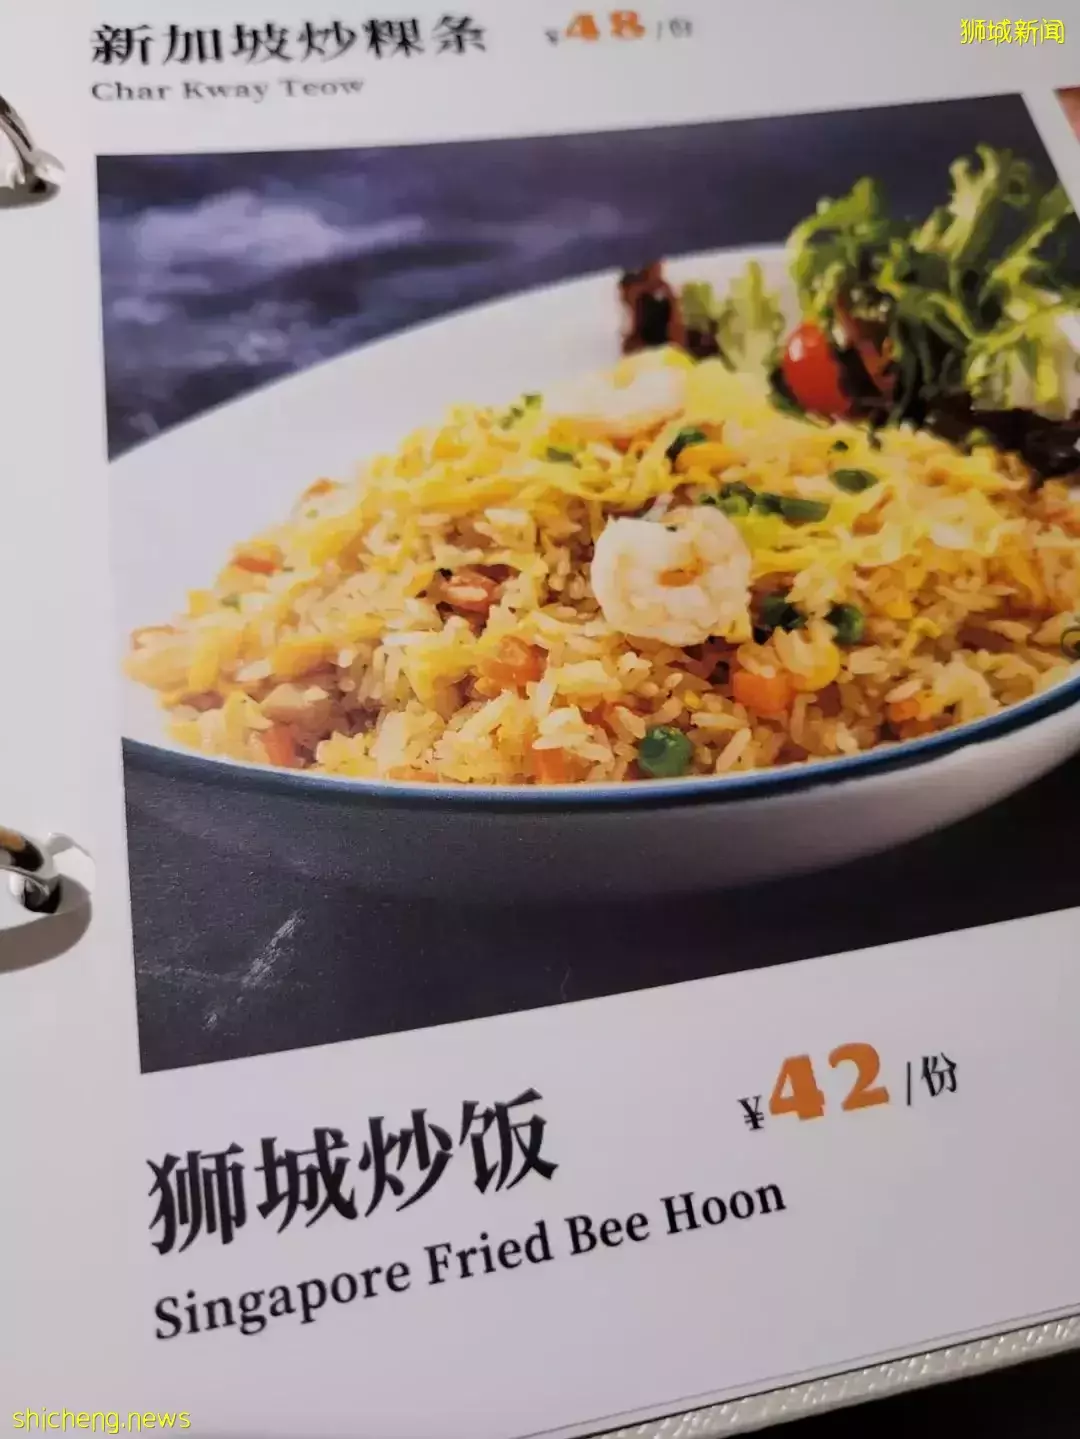 新加坡炒粿条 ¥48/份
Char Kway Teow
狮城新闻
狮城炒饭 ¥42/份
Singapore Fried Bee Hoon
shicheng.news